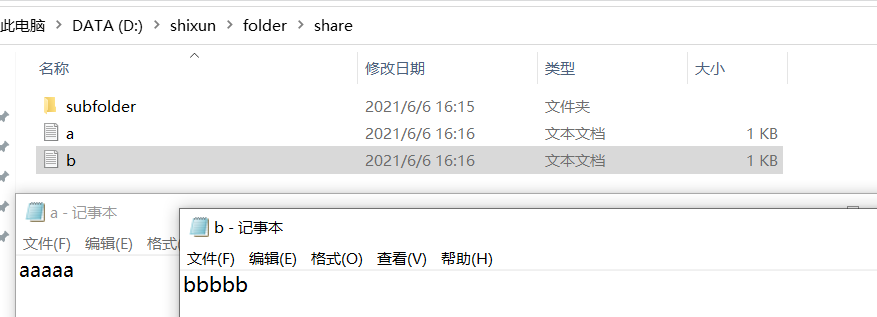 此电脑 > DATA (D:) > shixun > folder > share
名称 修改日期 类型 大小
subfolder 2021/6/6 16:15 文件夹
a 2021/6/6 16:16 文本文档 1 KB
b 2021/6/6 16:16 文本文档 1 KB
a - 记事本
文件(F) 编辑(E) 格式(
aaaaa
b - 记事本
文件(F) 编辑(E) 格式(O) 查看(V) 帮助(H)
bbbbb